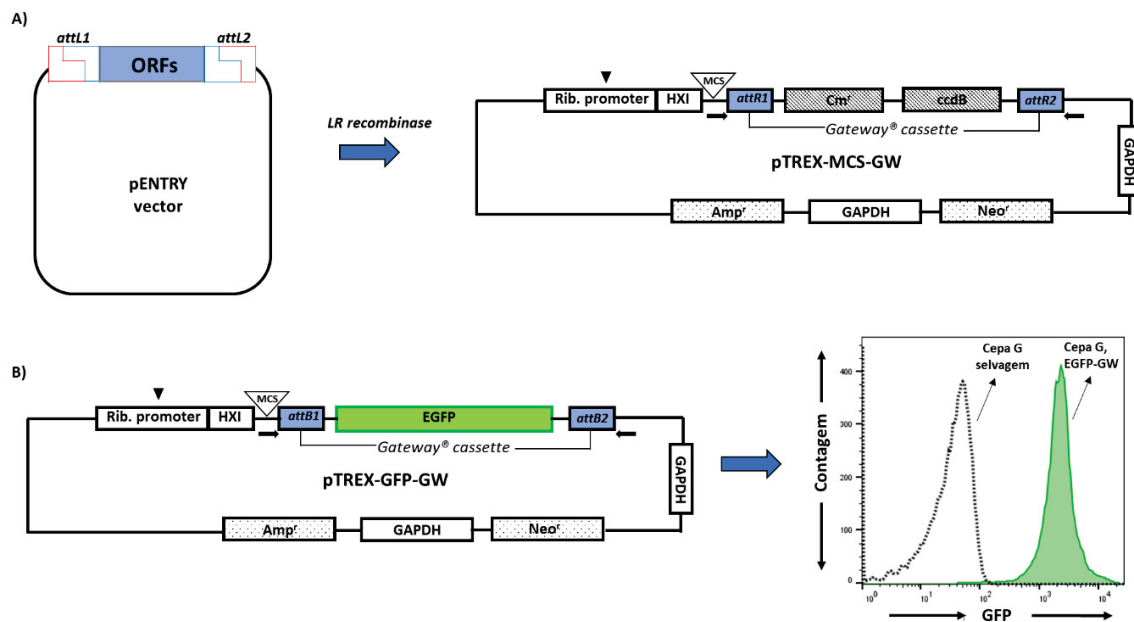 A)
attL1
attL2
ORFs
pENTRY
vector
LR recombinase
MCS
Rib. promoter
HXI
attR1
Cmʳ
ccdB
attR2
Gateway® cassette
pTREX-MCS-GW
GAPDH
Ampʳ
GAPDH
Neoʳ
B)
MCS
Rib. promoter
HXI
attB1
EGFP
attB2
Gateway® cassette
pTREX-GFP-GW
GAPDH
Ampʳ
GAPDH
Neoʳ
Cepa G
selvagem
Cepa G,
EGFP-GW
Contagem
400
300
200
100
0
10⁰
10¹
10²
10³
10⁴
GFP